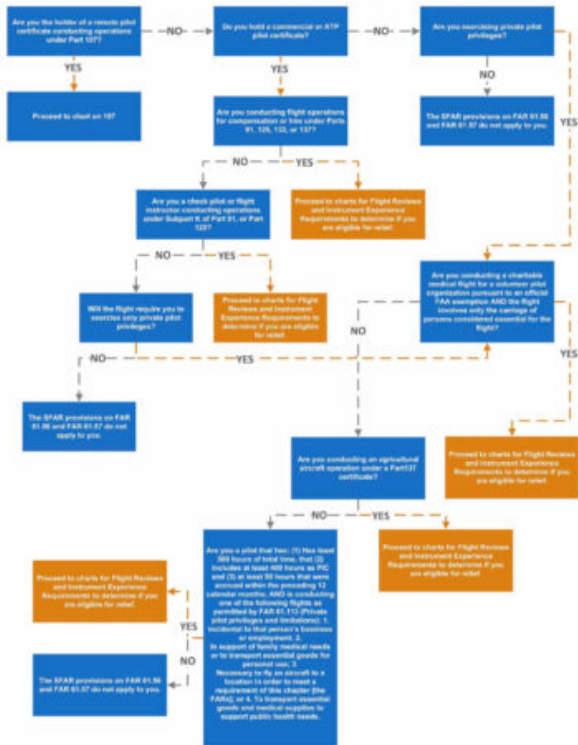 Are you the holder of a remote pilot
certificate conducting operations
under Part 107?
NO
Do you hold a commercial or ATP
pilot certificate?
NO
Are you exercising private pilot
privileges?
YES
YES
NO
YES
Proceed to chart on 107
Are you conducting flight operations
for compensation or hire under Parts
91, 125, 133, or 137?
The SFAR provisions on FAR 61.56
and FAR 61.57 do not apply to you.
NO
YES
Are you a check pilot or flight
instructor conducting operations
under Subpart K of Part 91, or Part
125?
Proceed to charts for Flight Reviews
and Instrument Experience
Requirements to determine if you
are eligible for relief
NO
YES
Will the flight require you to
exercise only private pilot
privileges?
Proceed to charts for Flight
Reviews and Instrument
Experience Requirements to
determine if you are eligible
for relief
Are you conducting a charitable
medical flight for a volunteer pilot
organization pursuant to an official
FAA exemption AND the flight
involves only the carriage of
persons considered essential for the
flight?
NO
YES
NO
YES
The SFAR provisions on FAR
61.56 and FAR 61.57 do not
apply to you.
Are you conducting an agricultural
aircraft operation under a Part137
certificate?
Proceed to charts for Flight Reviews
and Instrument Experience
Requirements to determine if you
are eligible for relief
NO
YES
Are you a pilot that has: (1) Has least
500 hours of total time, that (2)
includes at least 400 hours as
PIC and (3) at least 50 hours that were
accrued within the preceding 12
calendar months, AND is conducting
one of the following flights as
permitted by FAR 61.113 (Private
pilot privileges and limitations): 1.
Incidental to that person's business
or employment; 2.
In support of family medical needs or
to transport essential goods for
personal use; 3.
Necessary to fly an aircraft to a
location in order to meet a
requirement of this chapter [the
FARs]; or 4. To transport essential
goods and medical supplies to
support public health needs.
Proceed to charts for Flight Reviews
and Instrument Experience
Requirements to determine if you
are eligible for relief
Proceed to charts for Flight Reviews
and Instrument Experience
Requirements to determine if you
are eligible for relief
YES
NO
The SFAR provisions on FAR 61.56
and FAR 61.57 do not apply to you.